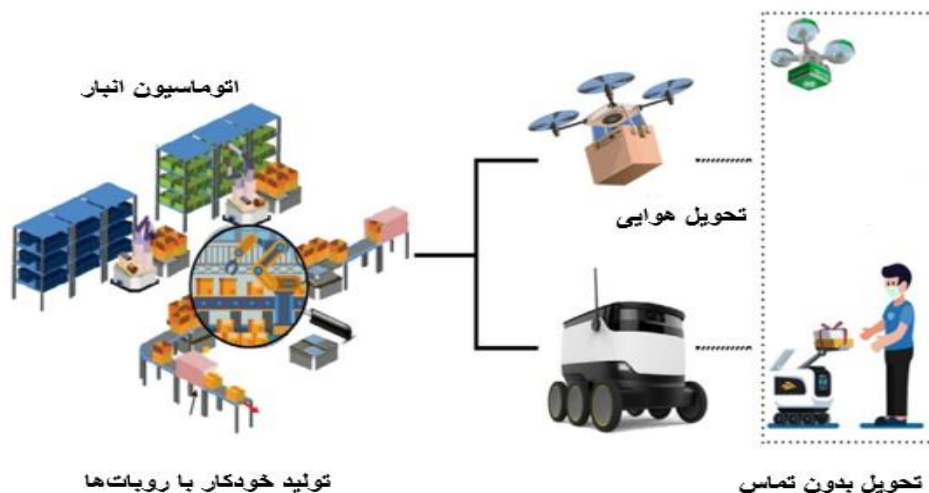 اتوماسیون انبار
تحویل هوایی
تولید خودکار با روبات‌ها
تحویل بدون تماس